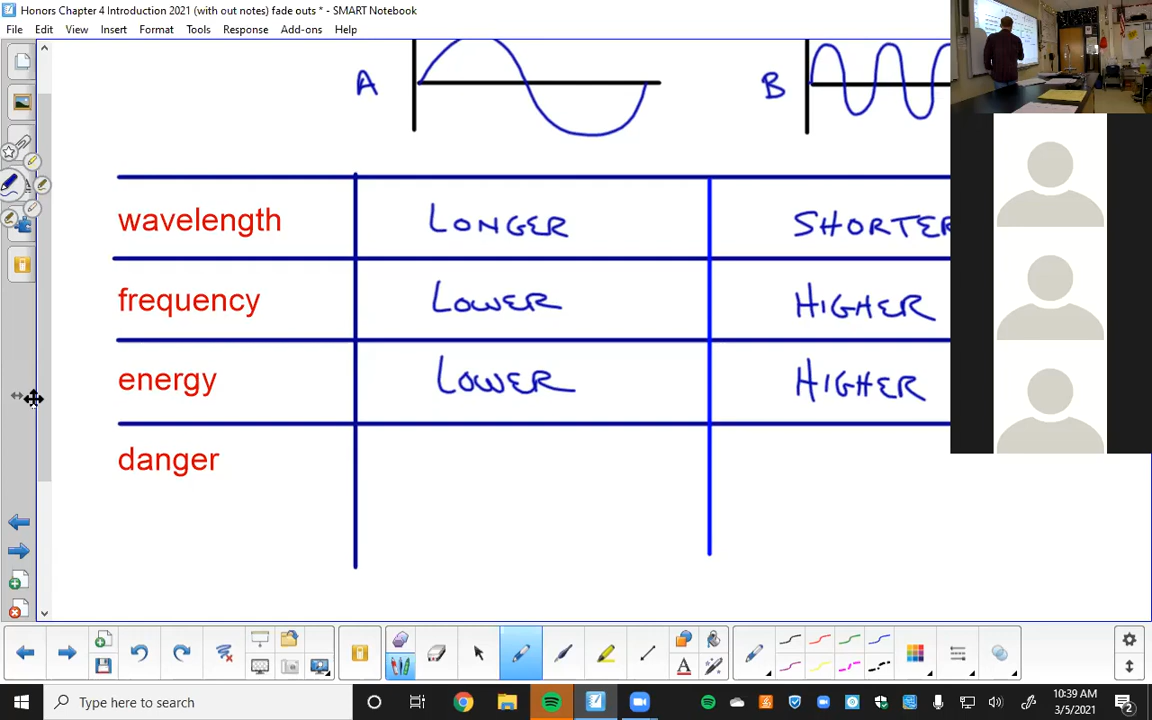 Honors Chapter 4 Introduction 2021 (with out notes) fade outs * - SMART Notebook
File Edit View Insert Format Tools Response Add-ons Help
A B
wavelength LONGER SHORTER
frequency LOWER HIGHER
energy LOWER HIGHER
danger
A
Type here to search
10:39 AM
3/5/2021
2